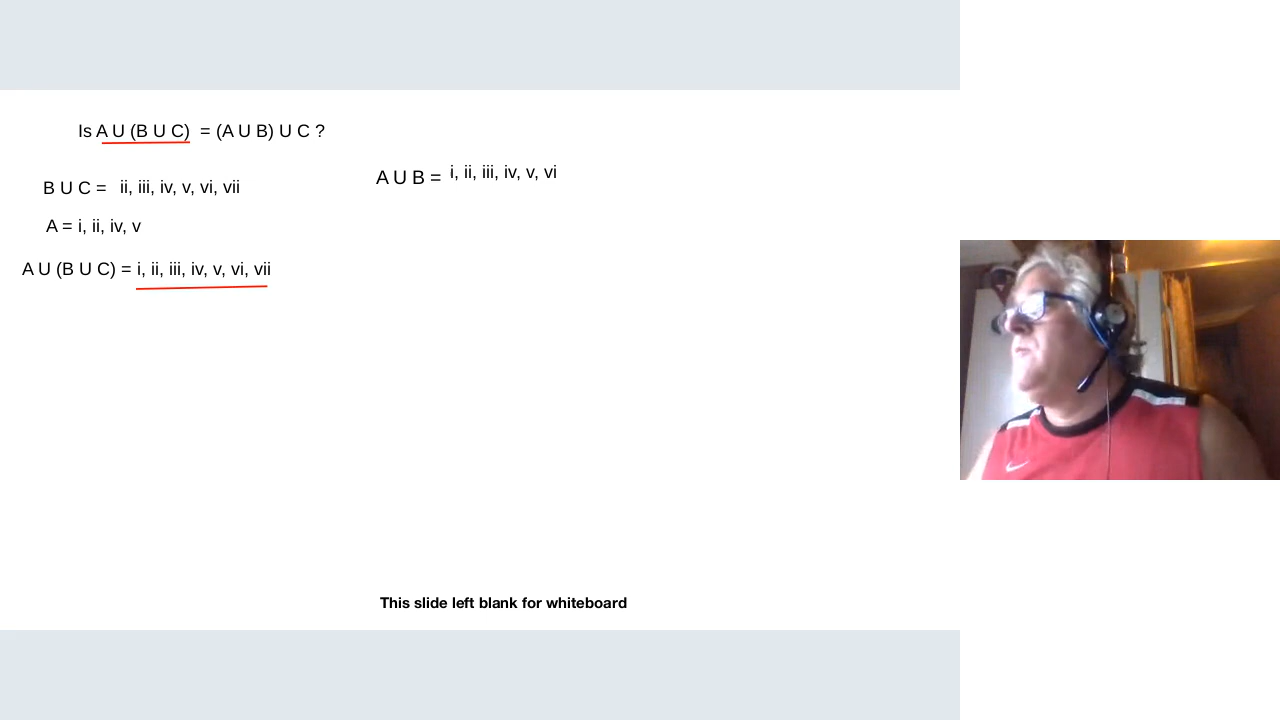 Is A U (B U C) = (A U B) U C ?
B U C = ii, iii, iv, v, vi, vii
A = i, ii, iv, v
A U (B U C) = i, ii, iii, iv, v, vi, vii
A U B = i, ii, iii, iv, v, vi
This slide left blank for whiteboard